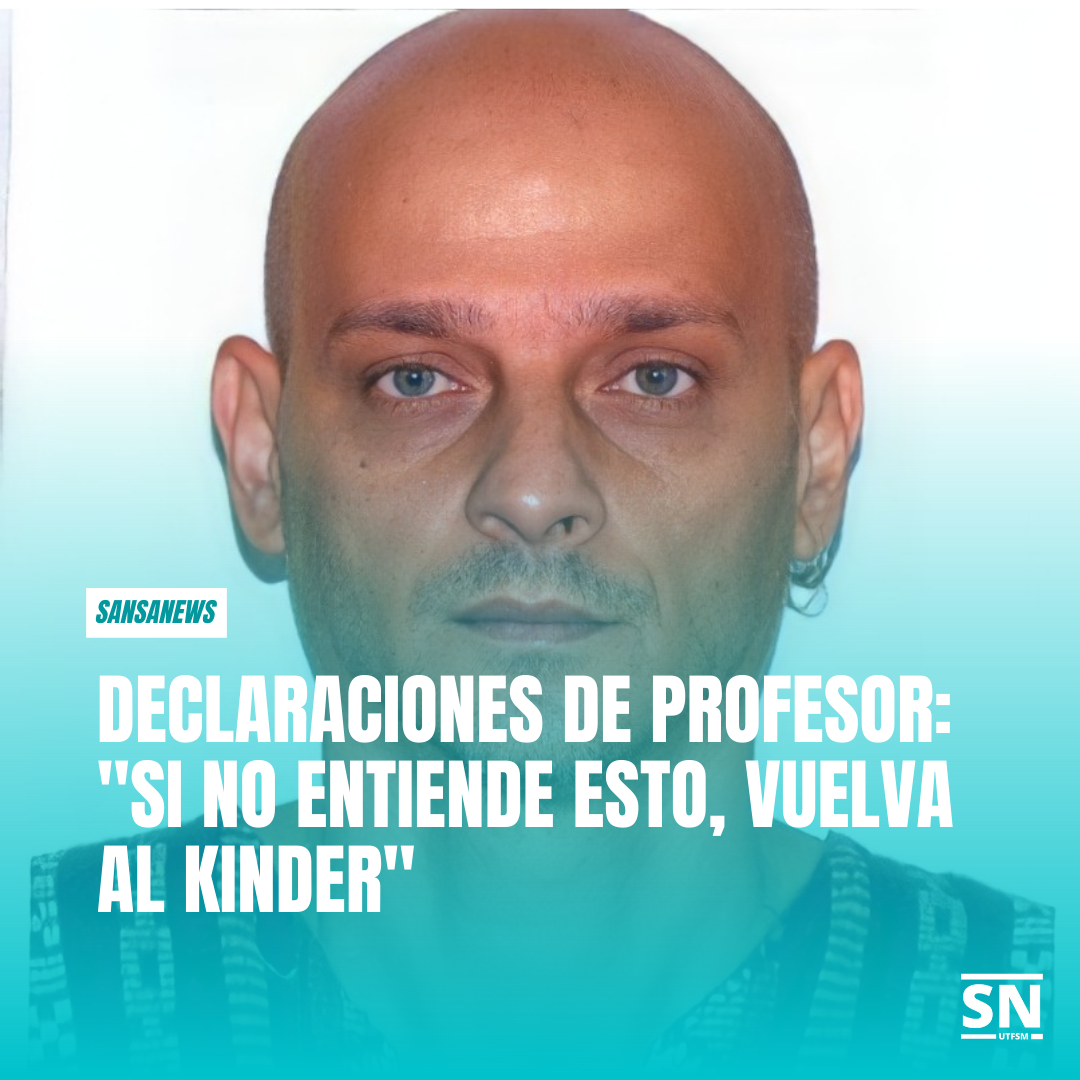 SANSANEWS
DECLARACIONES DE PROFESOR:
"SI NO ENTIENDE ESTO, VUELVA
AL KINDER"
SN
UTFSM